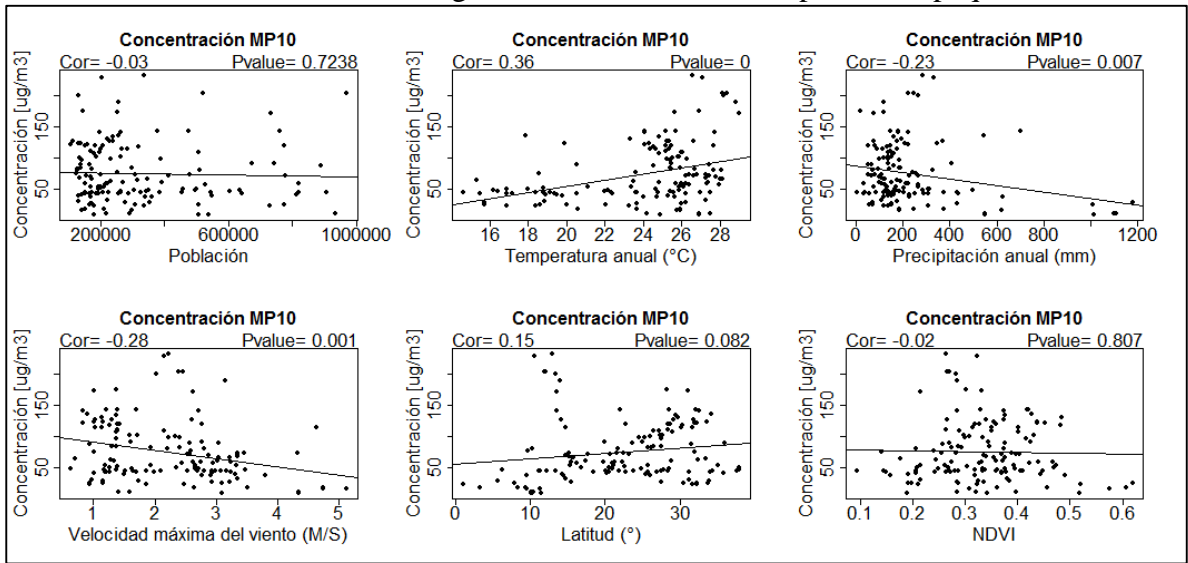 Concentración MP10
Cor= -0.03 Pvalue= 0.7238
Concentración [ug/m3]
150
50
200000 600000 1000000
Población
Concentración MP10
Cor= 0.36 Pvalue= 0
Concentración [ug/m3]
150
50
16 18 20 22 24 26 28
Temperatura anual (°C)
Concentración MP10
Cor= -0.23 Pvalue= 0.007
Concentración [ug/m3]
150
50
0 200 400 600 800 1200
Precipitación anual (mm)
Concentración MP10
Cor= -0.28 Pvalue= 0.001
Concentración [ug/m3]
150
50
1 2 3 4 5
Velocidad máxima del viento (M/S)
Concentración MP10
Cor= 0.15 Pvalue= 0.082
Concentración [ug/m3]
150
50
0 10 20 30
Latitud (°)
Concentración MP10
Cor= -0.02 Pvalue= 0.807
Concentración [ug/m3]
150
50
0.1 0.2 0.3 0.4 0.5 0.6
NDVI